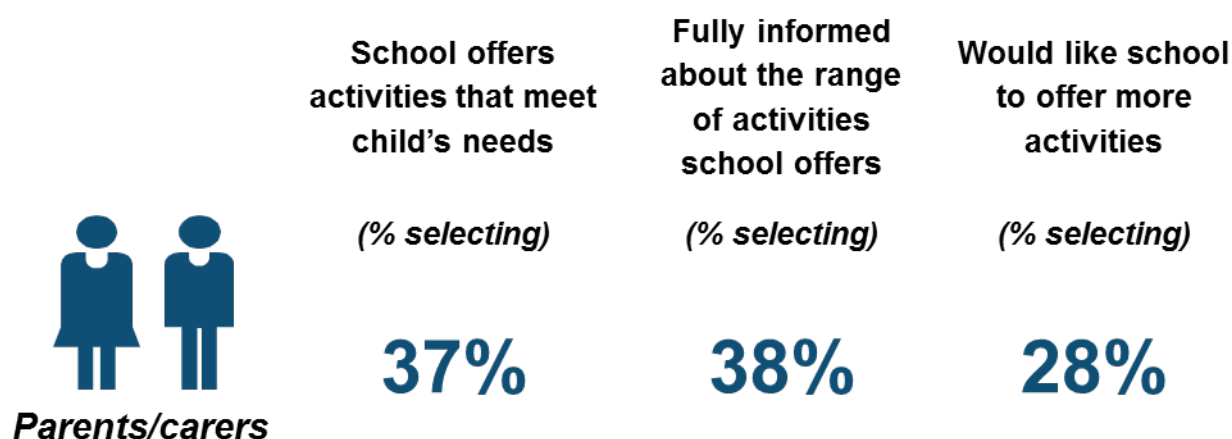 School offers
activities that meet
child’s needs
Fully informed
about the range
of activities
school offers
Would like school
to offer more
activities
(% selecting)
(% selecting)
(% selecting)
37%
38%
28%
Parents/carers